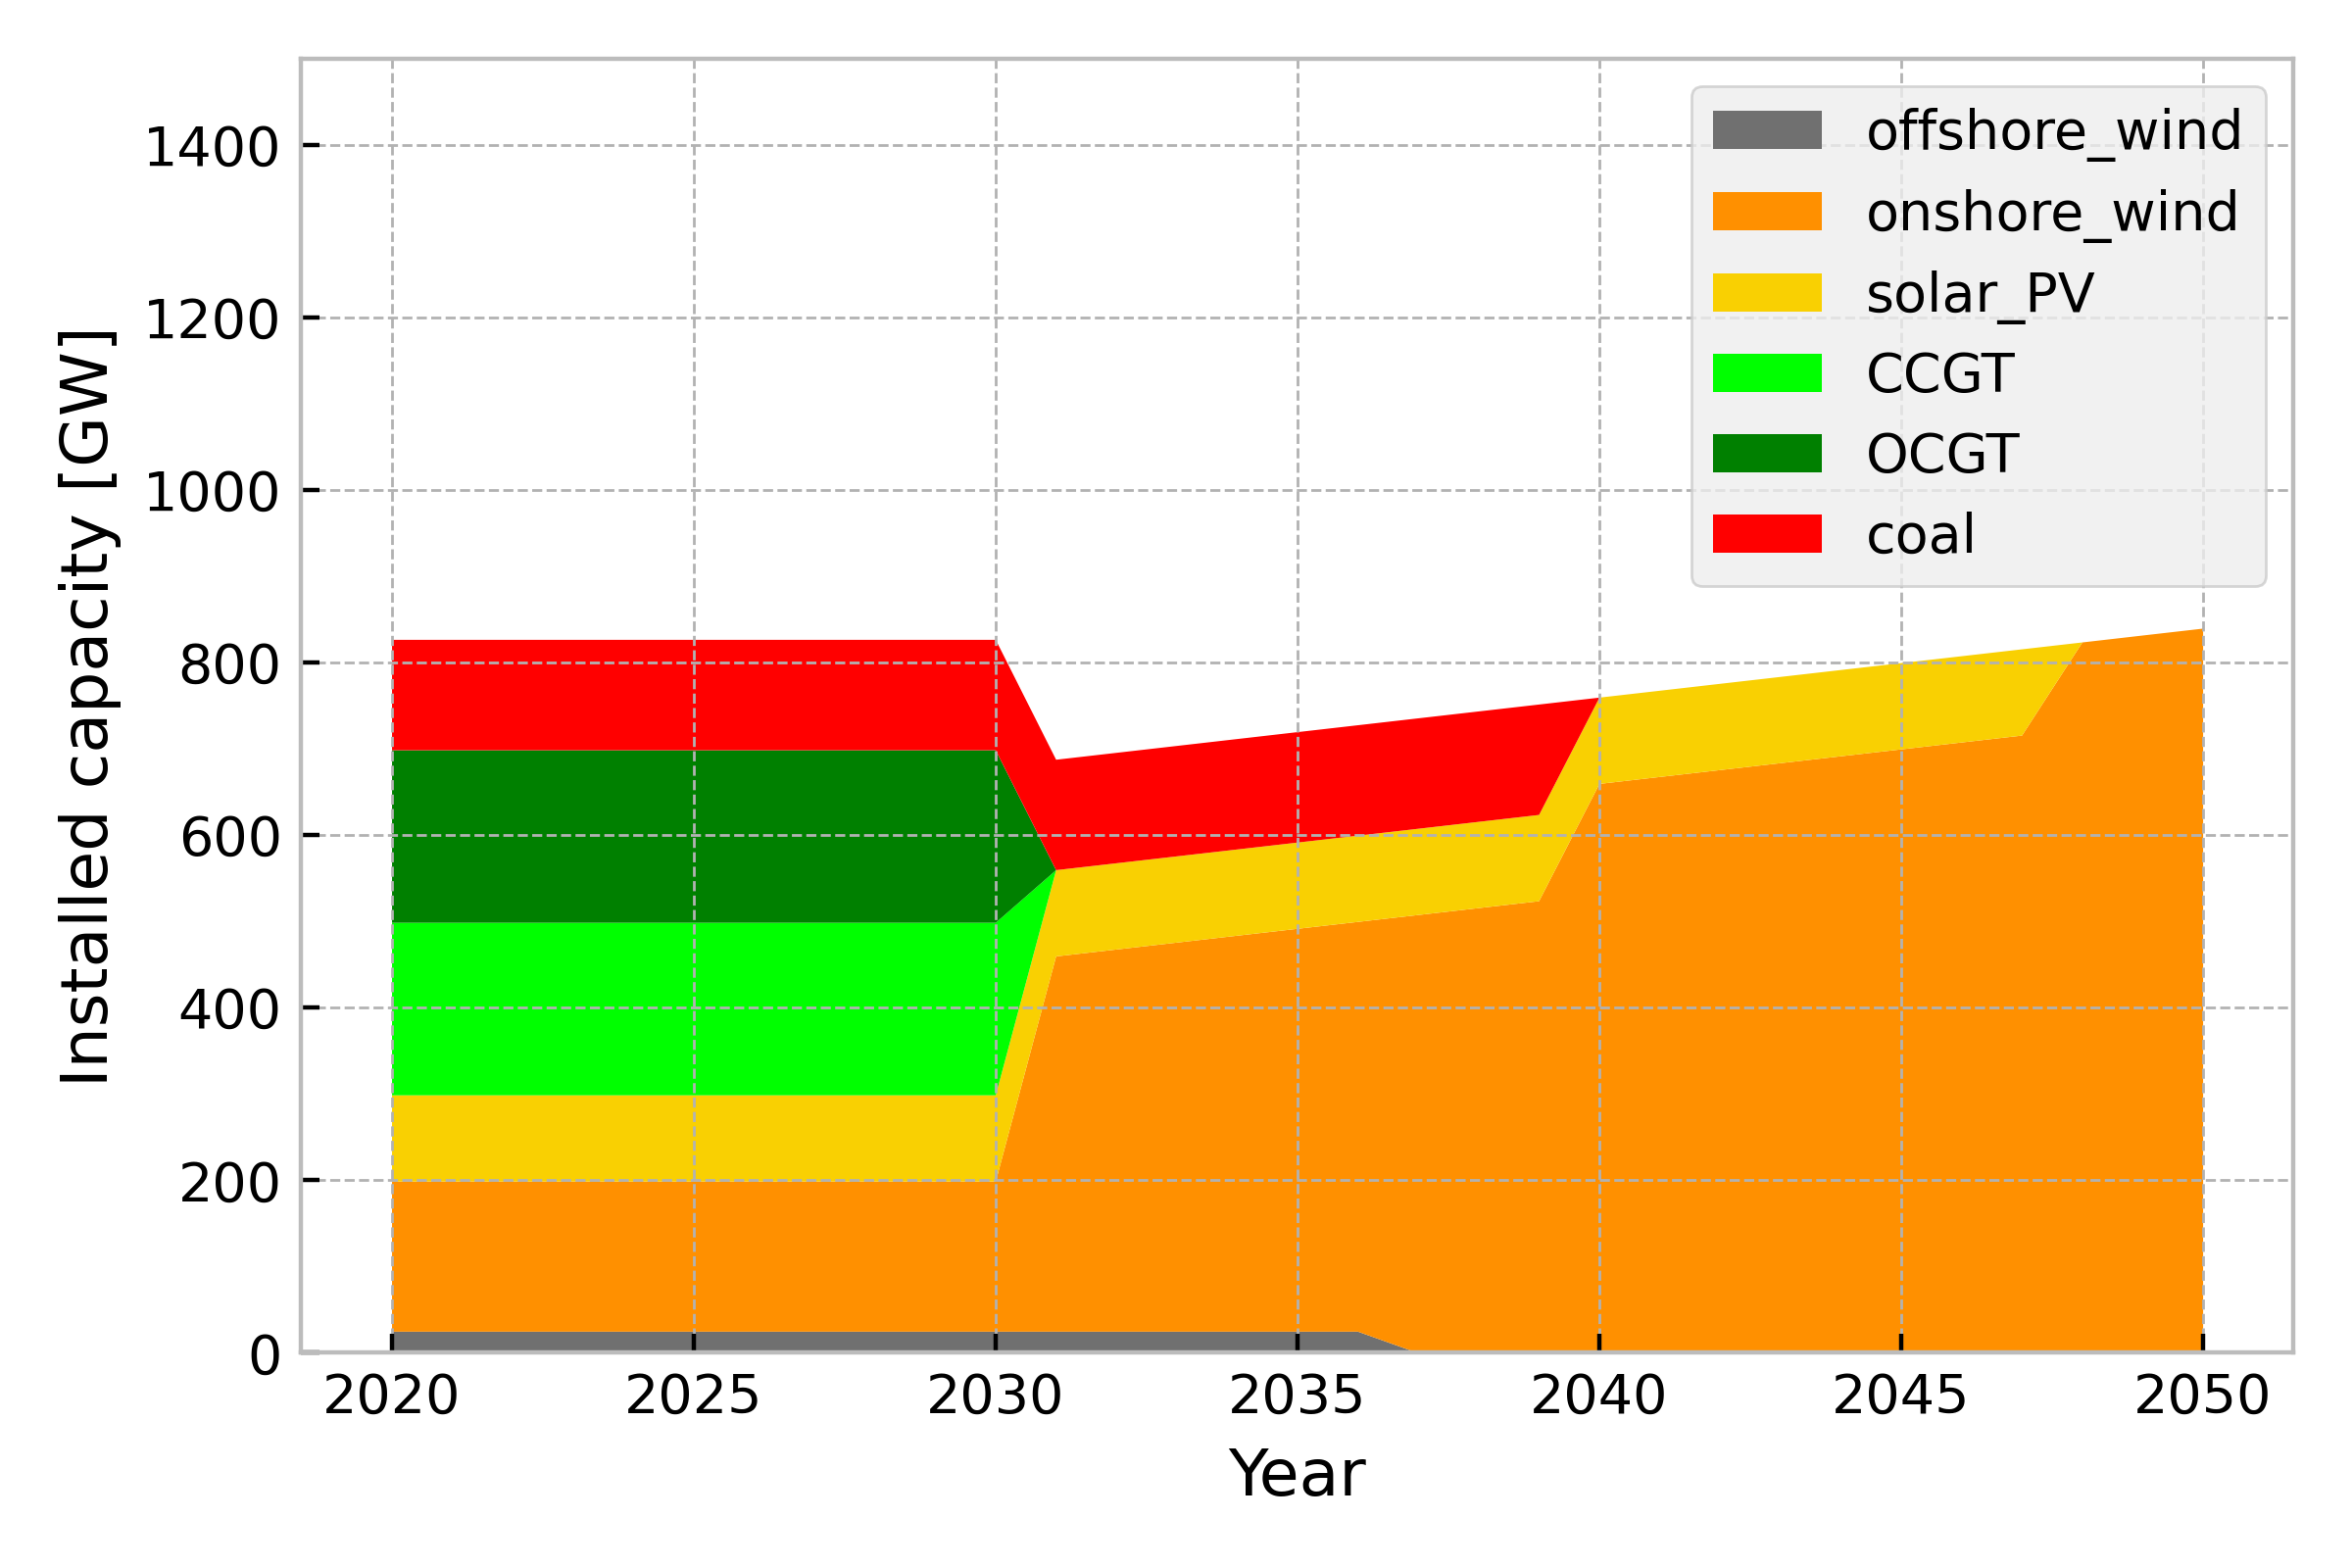 Installed capacity [GW]
1400
1200
1000
800
600
400
200
0
offshore_wind
onshore_wind
solar_PV
CCGT
OCGT
coal
2020 2025 2030 2035 2040 2045 2050
Year